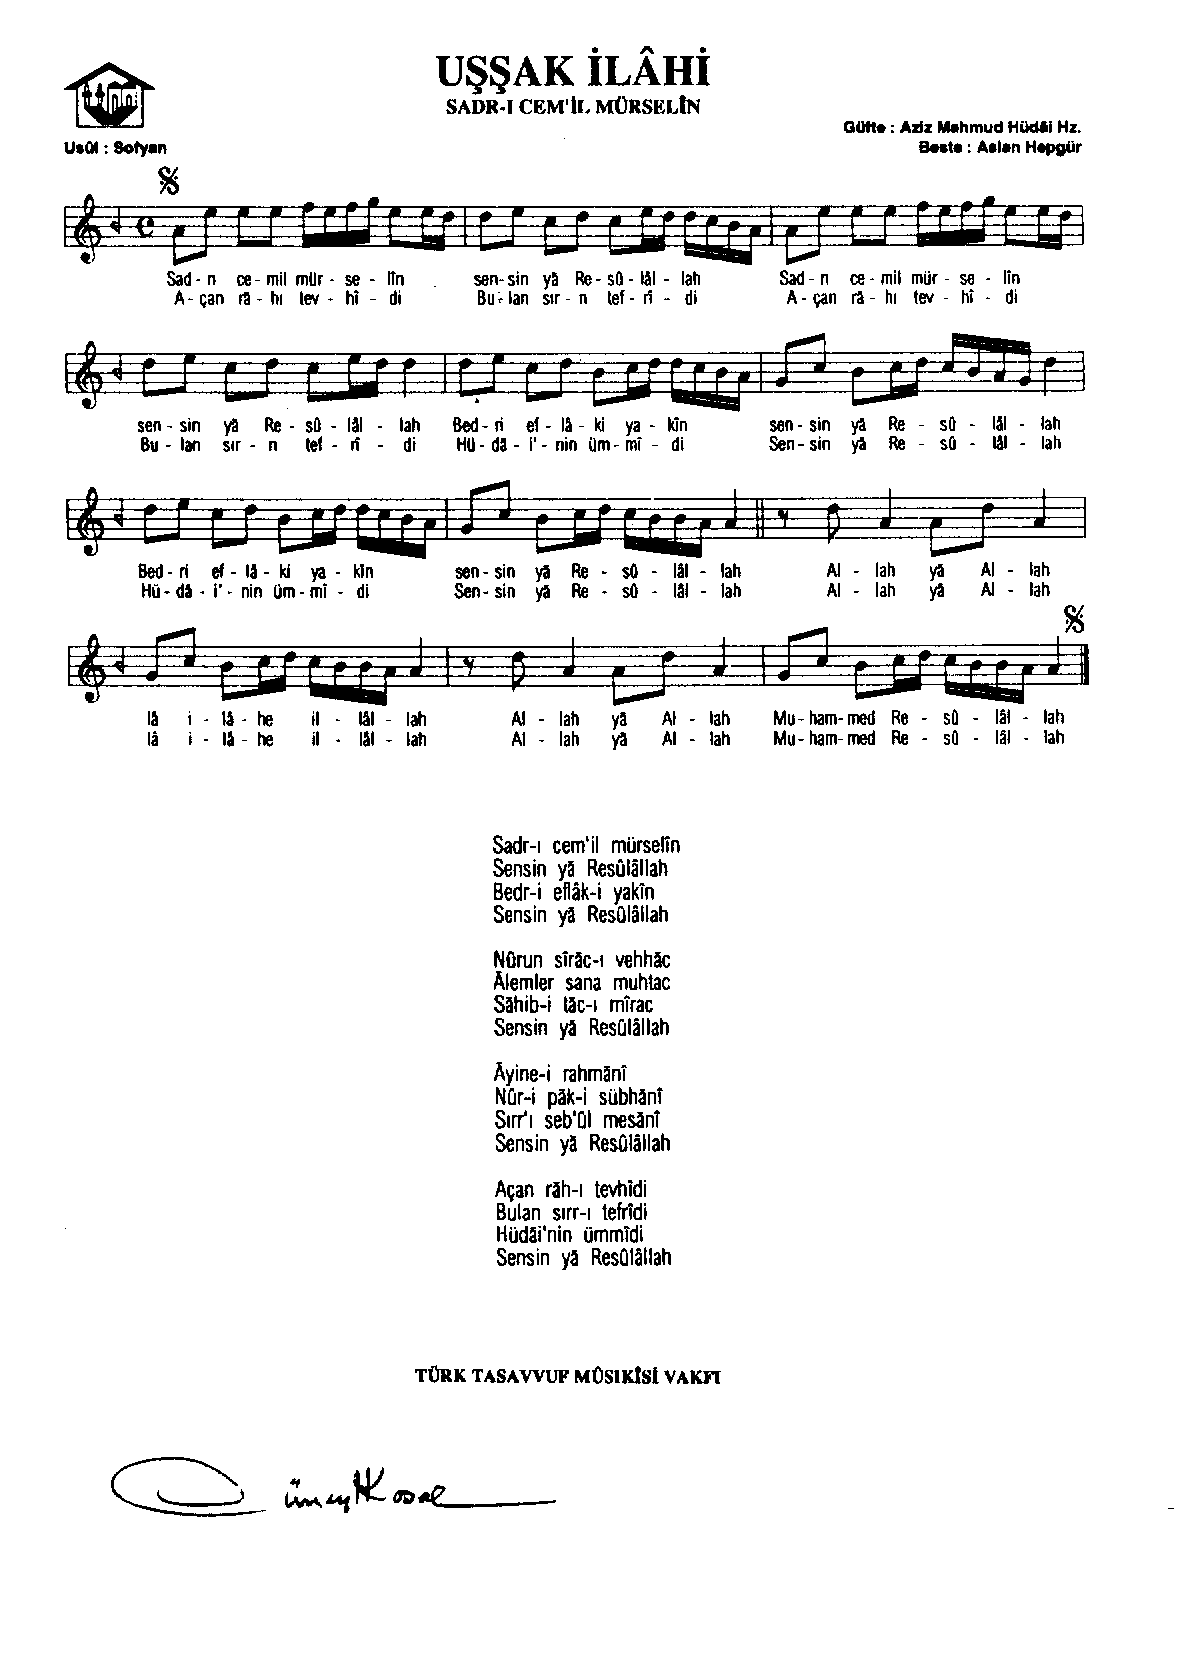 UŞŞAK İLÂHİ
SADR-I CEM'İL MÜRSELÎN
Güfte : Aziz Mahmud Hüdâi Hz.
Usûl : Sofyan
Beste : Aslan Hepgür
Sad-rı ce-mil mür-se-lîn sen-sin yâ Re-sû-lâl-lah Sad-rı ce-mil mür-se-lîn
A-çan râ-hı tev-hî-di Bu-lan sır-rı tef-rî-di A-çan râ-hı tev-hî-di
sen-sin yâ Re-sû-lâl-lah Bed-ri ef-lâ-ki ya-kîn sen-sin yâ Re-sû-lâl-lah
Bu-lan sır-rı tef-rî-di Hü-dâ-i'-nin üm-mî-di Sen-sin yâ Re-sû-lâl-lah
Bed-ri ef-lâ-ki ya-kîn sen-sin yâ Re-sû-lâl-lah Al-lah yâ Al-lah
Hü-dâ-i'-nin üm-mî-di Sen-sin yâ Re-sû-lâl-lah Al-lah yâ Al-lah
lâ i-lâ-he il-lâl-lah Al-lah yâ Al-lah Mu-ham-med Re-sû-lâl-lah
lâ i-lâ-he il-lâl-lah Al-lah yâ Al-lah Mu-ham-med Re-sû-lâl-lah
Sadr-ı cem'il mürselîn
Sensin yâ Resûlâllah
Bedr-i eflâk-i yakîn
Sensin yâ Resûlâllah
Nûrun sîrâc-ı vehhâc
Âlemler sana muhtac
Sâhib-i tâc-ı mîrac
Sensin yâ Resûlâllah
Âyine-i rahmânî
Nûr-i pâk-i sübhânî
Sırr'ı seb'ûl mesânî
Sensin yâ Resûlâllah
Açan râh-ı tevhîdi
Bulan sırr-ı tefrîdi
Hüdâi'nin ümmîdi
Sensin yâ Resûlâllah
TÜRK TASAVVUF MÛSIKÎSİ VAKFI
Cüneyt Kosal